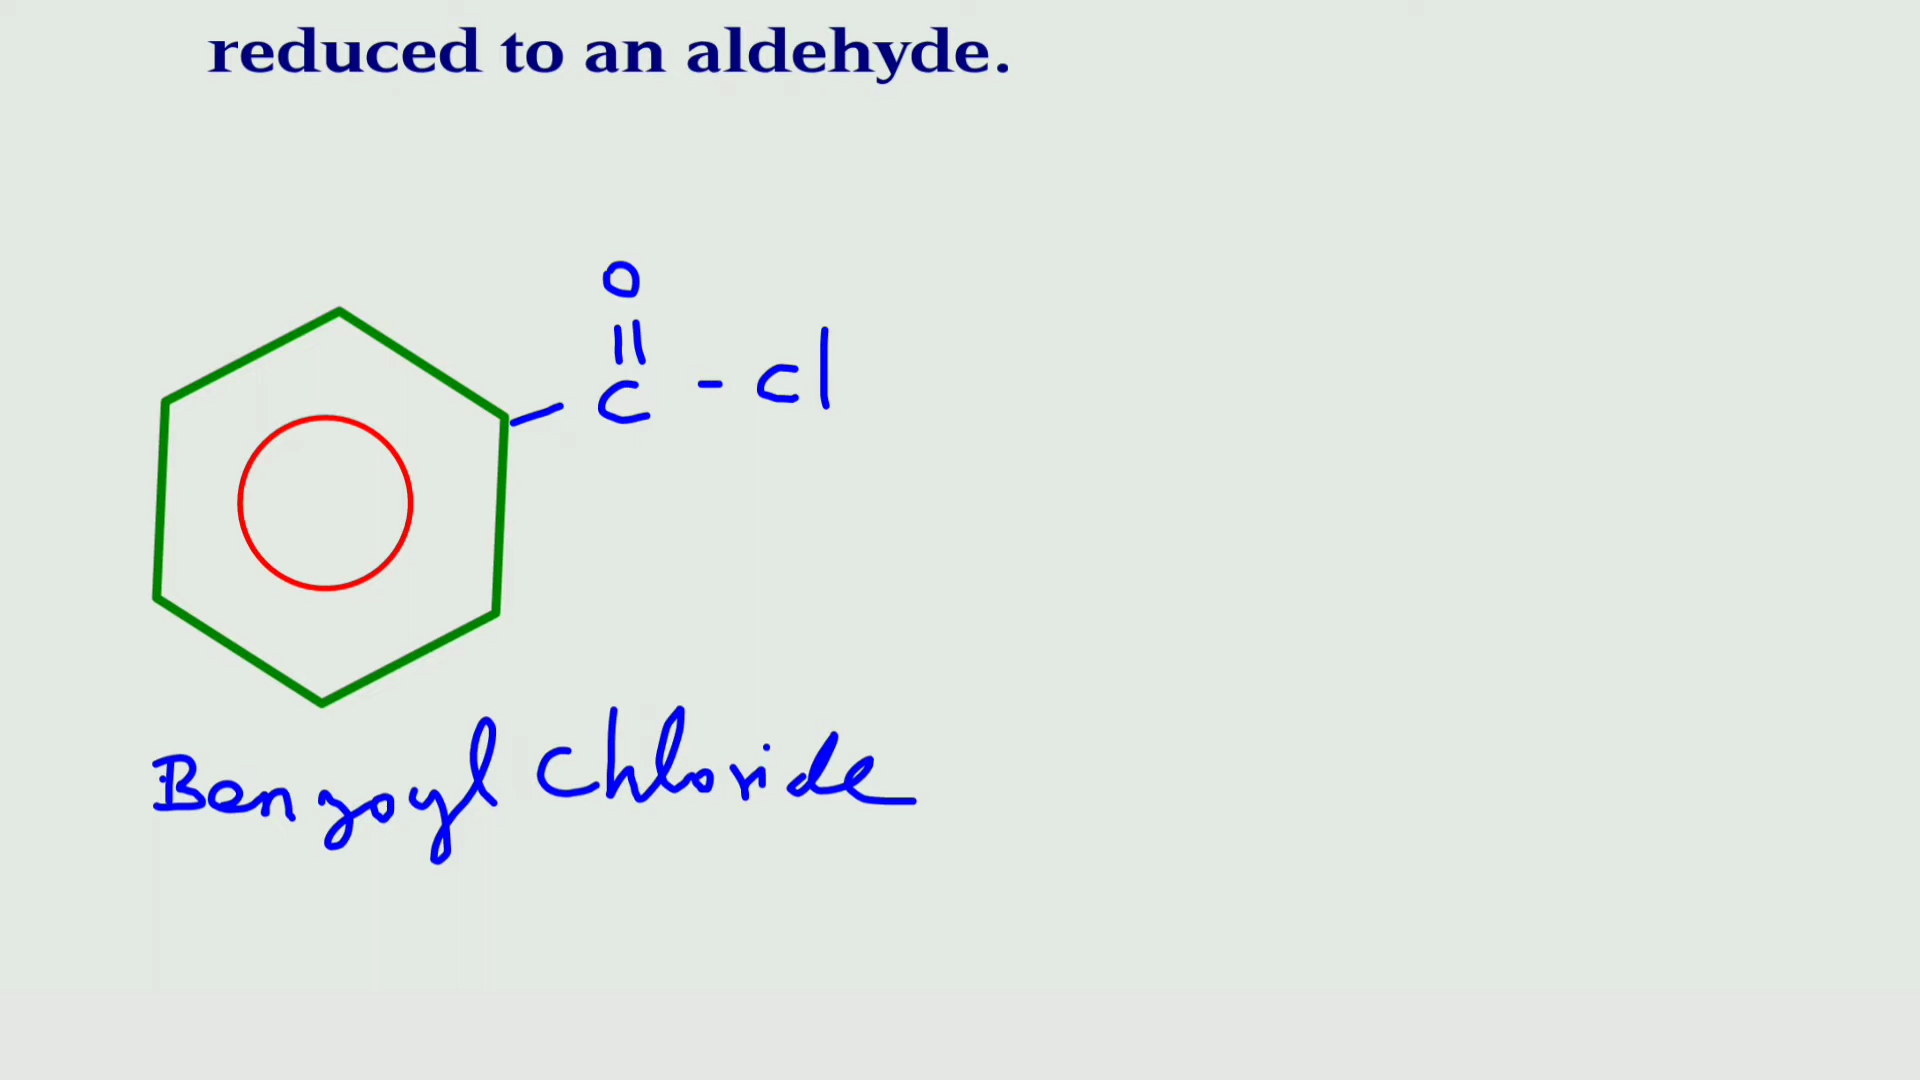 reduced to an aldehyde.
O
||
C - Cl
Benzoyl Chloride